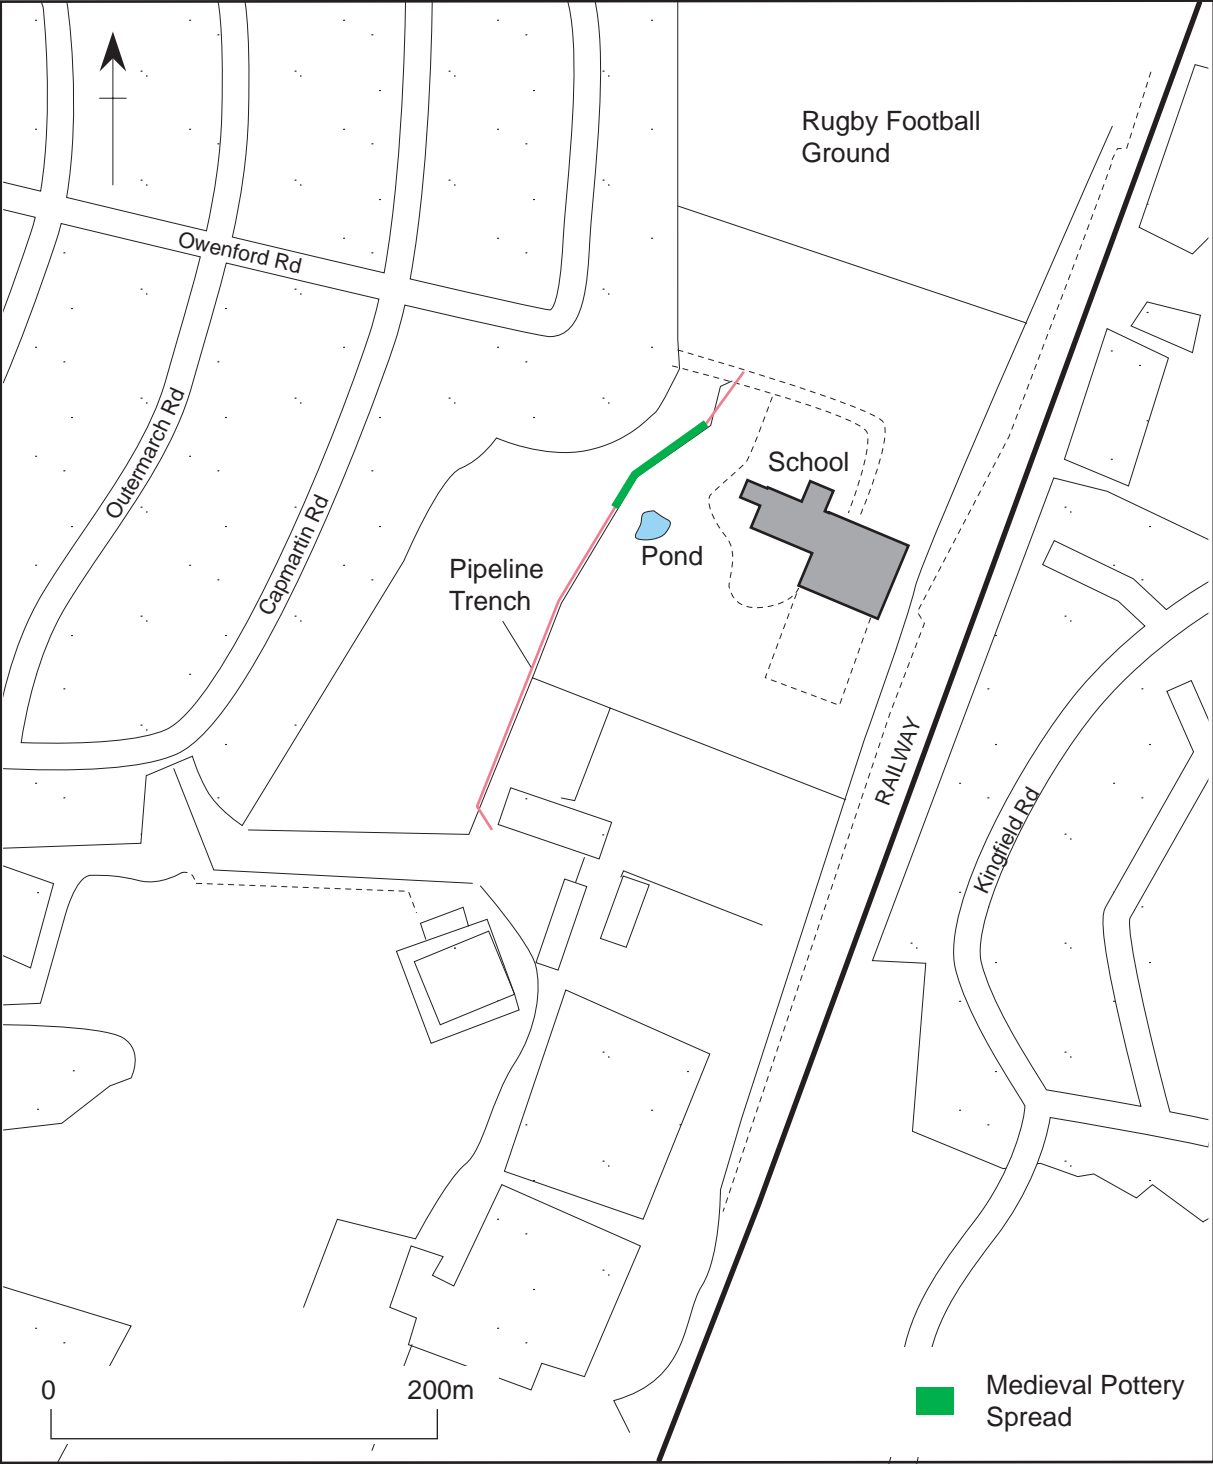 Rugby Football
Ground
Owenford Rd
Outermarch Rd
Capmartin Rd
School
Pond
Pipeline
Trench
RAILWAY
Kingfield Rd
0
200m
Medieval Pottery
Spread